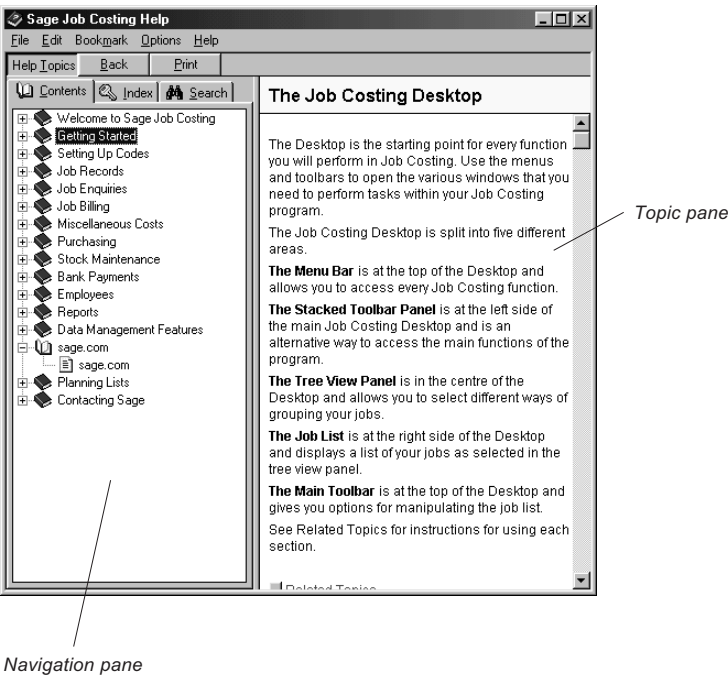 Sage Job Costing Help
File Edit Bookmark Options Help
Help Topics Back Print
Contents Index Search
Welcome to Sage Job Costing
Getting Started
Setting Up Codes
Job Records
Job Enquiries
Job Billing
Miscellaneous Costs
Purchasing
Stock Maintenance
Bank Payments
Employees
Reports
Data Management Features
sage.com
sage.com
Planning Lists
Contacting Sage
The Job Costing Desktop
The Desktop is the starting point for every function
you will perform in Job Costing. Use the menus
and toolbars to open the various windows that you
need to perform tasks within your Job Costing
program.
The Job Costing Desktop is split into five different
areas.
The Menu Bar is at the top of the Desktop and
allows you to access every Job Costing function.
The Stacked Toolbar Panel is at the left side of
the main Job Costing Desktop and is an
alternative way to access the main functions of the
program.
The Tree View Panel is in the centre of the
Desktop and allows you to select different ways of
grouping your jobs.
The Job List is at the right side of the Desktop
and displays a list of your jobs as selected in the
tree view panel.
The Main Toolbar is at the top of the Desktop and
gives you options for manipulating the job list.
See Related Topics for instructions for using each
section.
Related Topics
Topic pane
Navigation pane